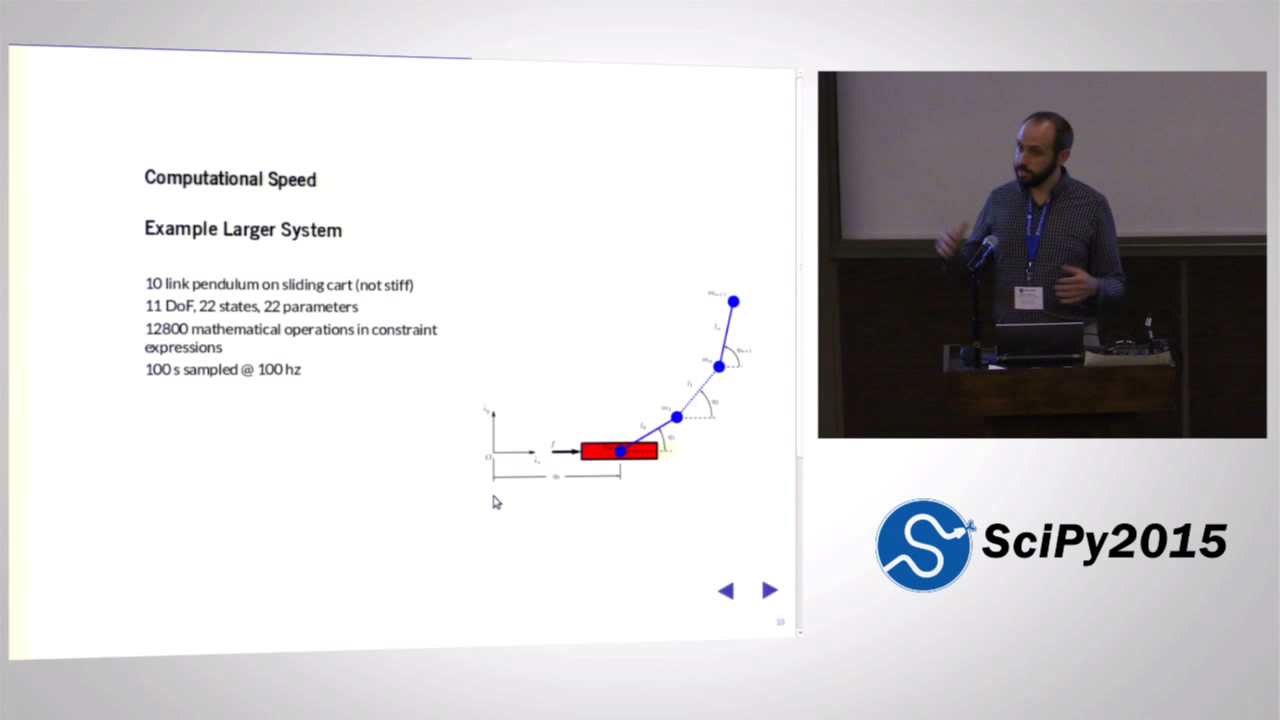 Computational Speed
Example Larger System
10 link pendulum on sliding cart (not stiff)
11 DoF, 22 states, 22 parameters
12800 mathematical operations in constraint
expressions
100 s sampled @ 100 hz
f
O
10
SciPy2015